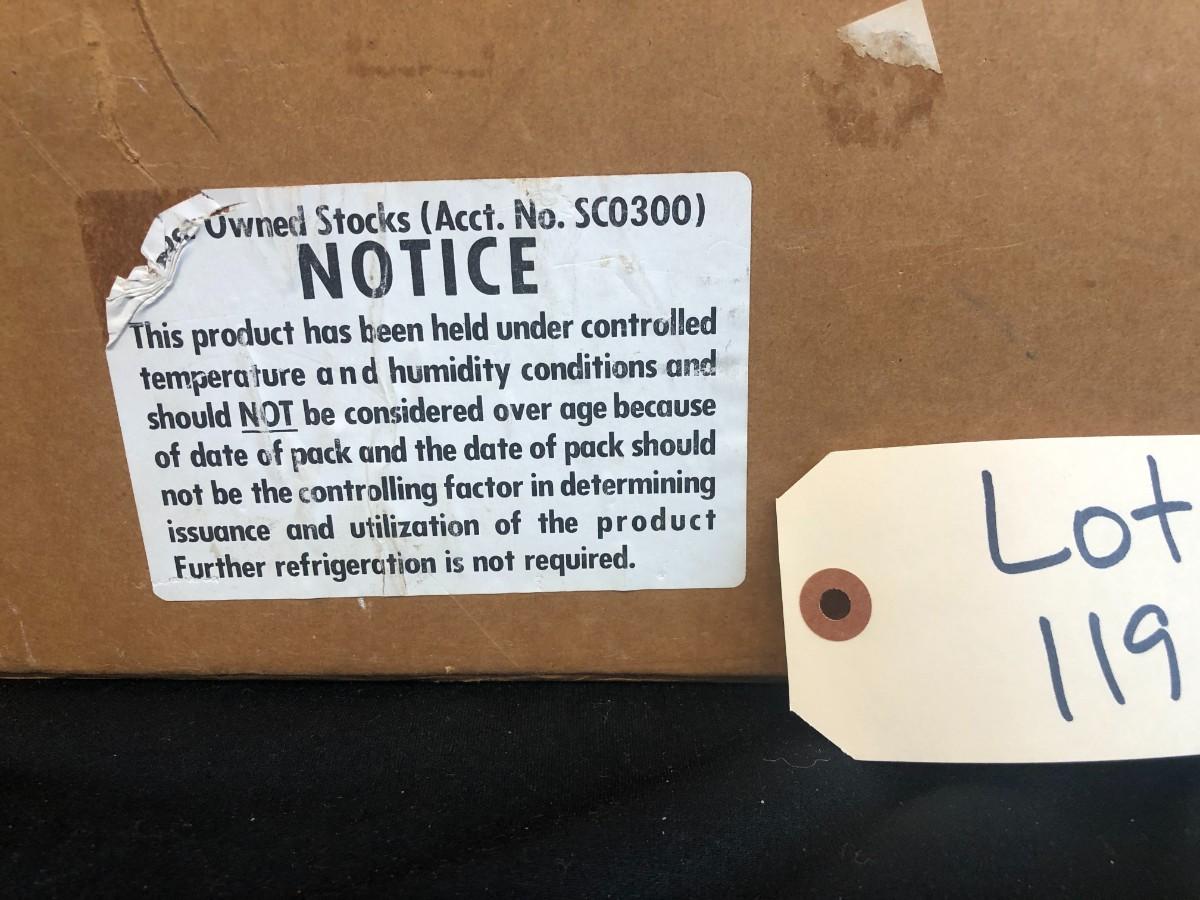 Owned Stocks (Acct. No. SC0300)
NOTICE
This product has been held under controlled
temperature and humidity conditions and
should NOT be considered over age because
of date of pack and the date of pack should
not be the controlling factor in determining
issuance and utilization of the product
Further refrigeration is not required.
Lot
119